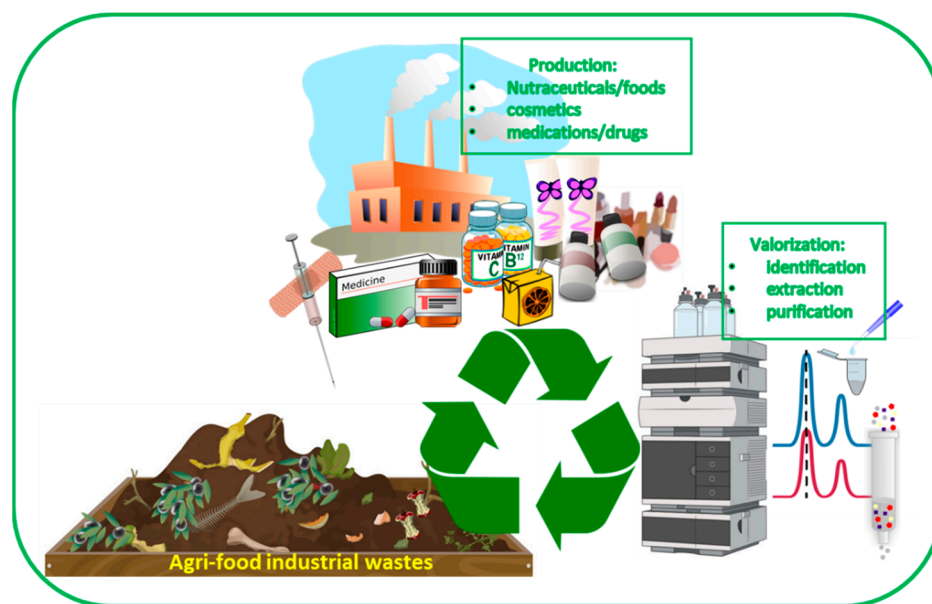 Production:
• Nutraceuticals/foods
• cosmetics
• medications/drugs
Valorization:
• identification
• extraction
• purification
VITAMIN
C
VITAMIN
B12
Medicine
Agri-food industrial wastes